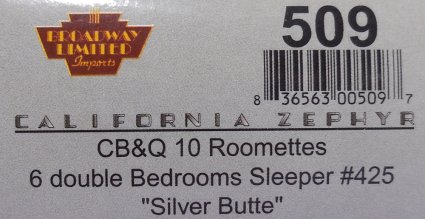 BROADWAY
LIMITED
Imports
509
8 36563 00509 7
CALIFORNIA ZEPHYR
CB&Q 10 Roomettes
6 double Bedrooms Sleeper #425
"Silver Butte"